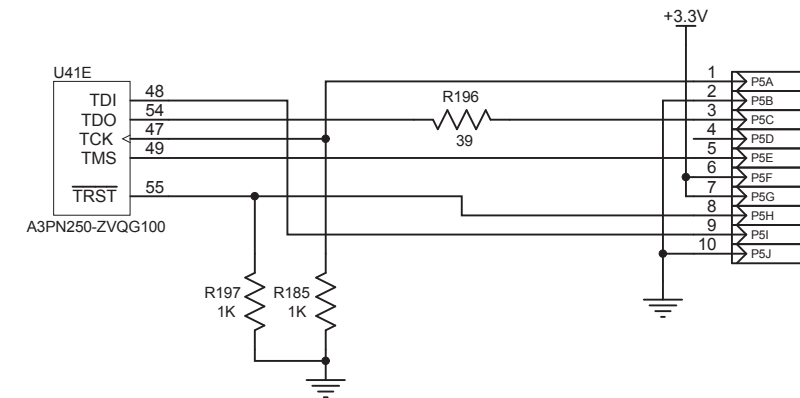 +3.3V
U41E
TDI 48
TDO 54
TCK 47
TMS 49
TRST 55
A3PN250-ZVQG100
R196
39
1 P5A
2 P5B
3 P5C
4 P5D
5 P5E
6 P5F
7 P5G
8 P5H
9 P5I
10 P5J
R197
1K
R185
1K